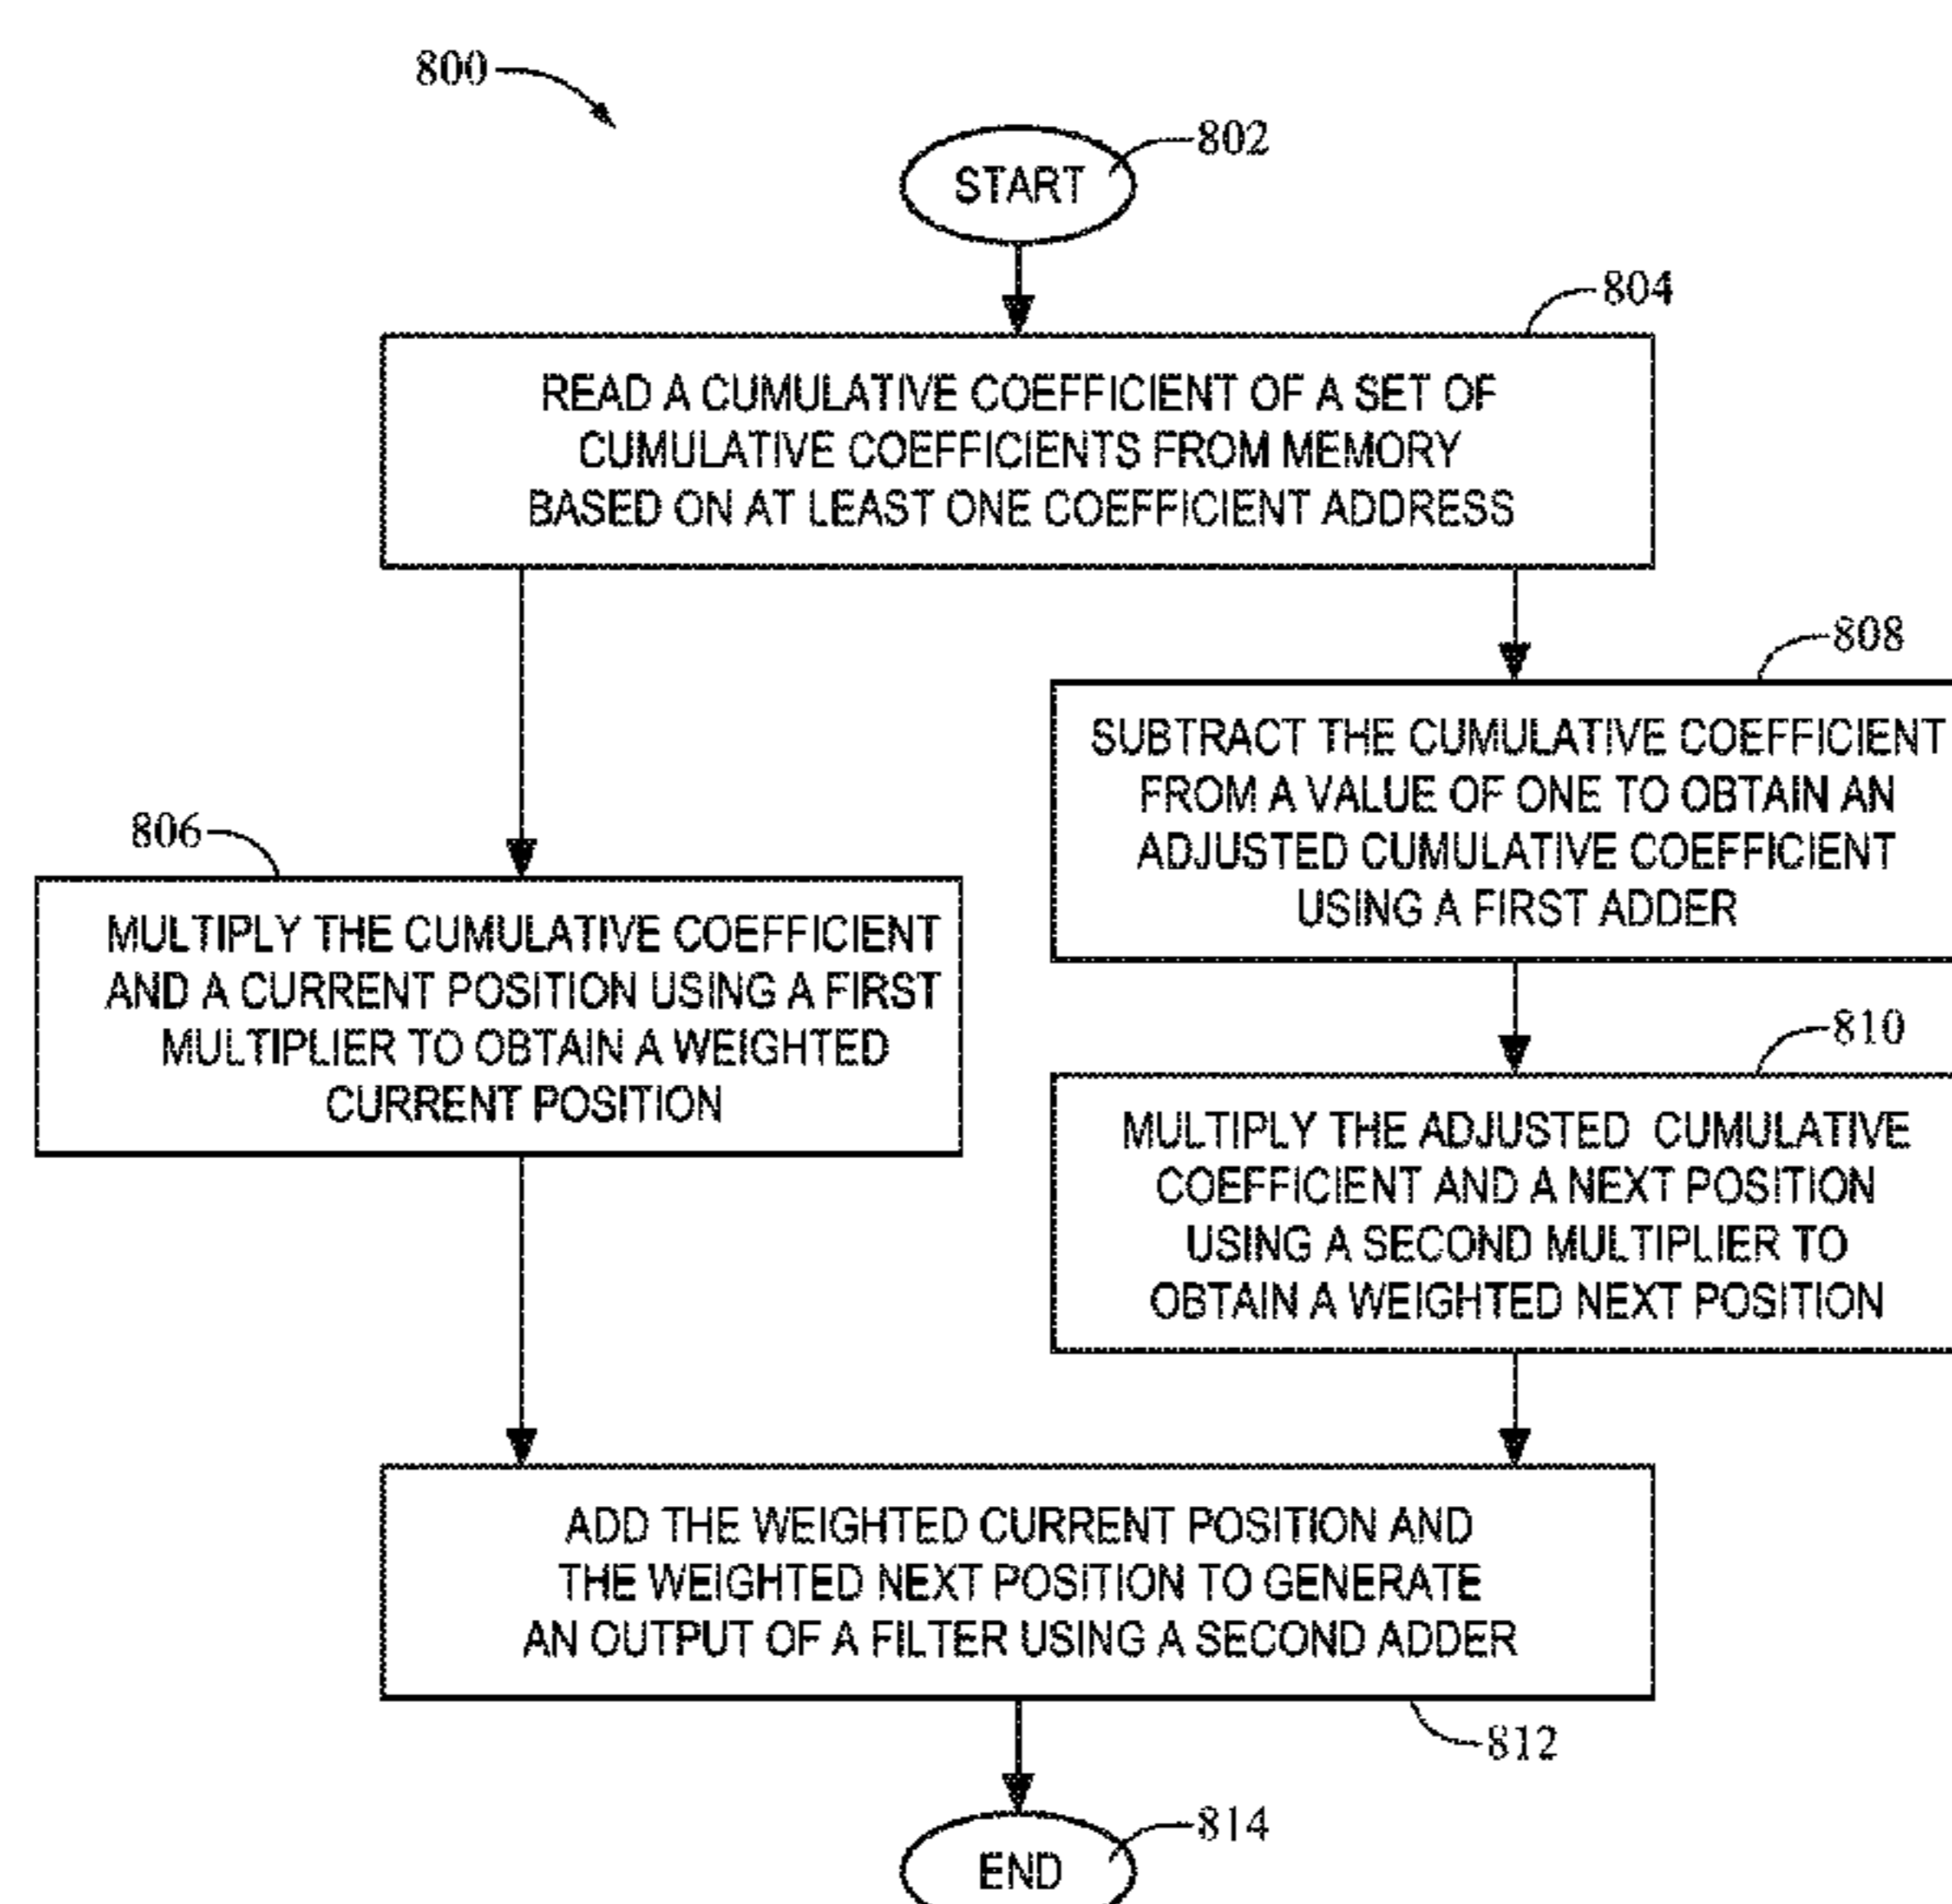 800
802
START
804
READ A CUMULATIVE COEFFICIENT OF A SET OF
CUMULATIVE COEFFICIENTS FROM MEMORY
BASED ON AT LEAST ONE COEFFICIENT ADDRESS
806
MULTIPLY THE CUMULATIVE COEFFICIENT
AND A CURRENT POSITION USING A FIRST
MULTIPLIER TO OBTAIN A WEIGHTED
CURRENT POSITION
808
SUBTRACT THE CUMULATIVE COEFFICIENT
FROM A VALUE OF ONE TO OBTAIN AN
ADJUSTED CUMULATIVE COEFFICIENT
USING A FIRST ADDER
810
MULTIPLY THE ADJUSTED CUMULATIVE
COEFFICIENT AND A NEXT POSITION
USING A SECOND MULTIPLIER TO
OBTAIN A WEIGHTED NEXT POSITION
ADD THE WEIGHTED CURRENT POSITION AND
THE WEIGHTED NEXT POSITION TO GENERATE
AN OUTPUT OF A FILTER USING A SECOND ADDER
812
814
END